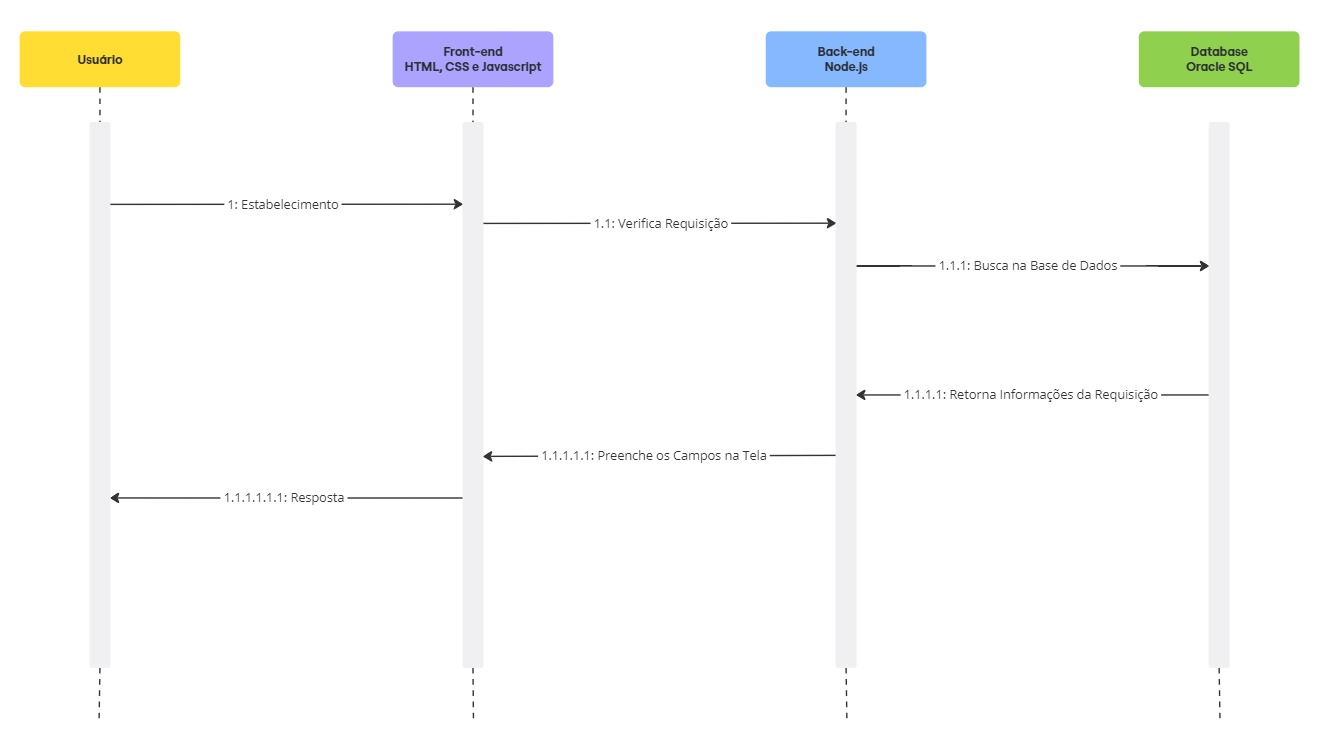 Usuário
Front-end
HTML, CSS e Javascript
Back-end
Node.js
Database
Oracle SQL
1: Estabelecimento
1.1: Verifica Requisição
1.1.1: Busca na Base de Dados
1.1.1.1: Retorna Informações da Requisição
1.1.1.1.1: Preenche os Campos na Tela
1.1.1.1.1.1: Resposta